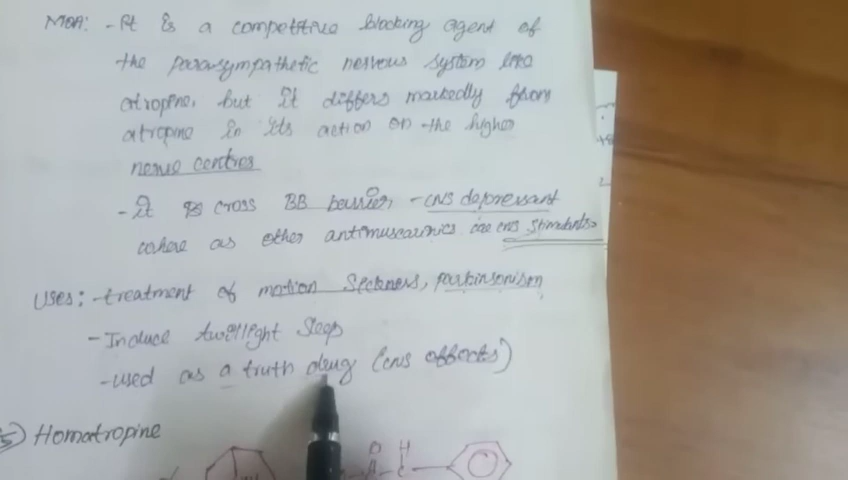 MOA: - It is a competitive blocking agent of
the parasympathetic nervous system like
atropine, but it differs markedly from
atropine in its action on the higher
nerve centres
- It cross BB berrier, - CNS depressant
where as other antimuscarinics are CNS stimulants
Uses: - treatment of motion sickness, parkinsonism
- Induce twillight sleep
- used as a truth drug (CNS effects)
5) Homatropine
O H
C